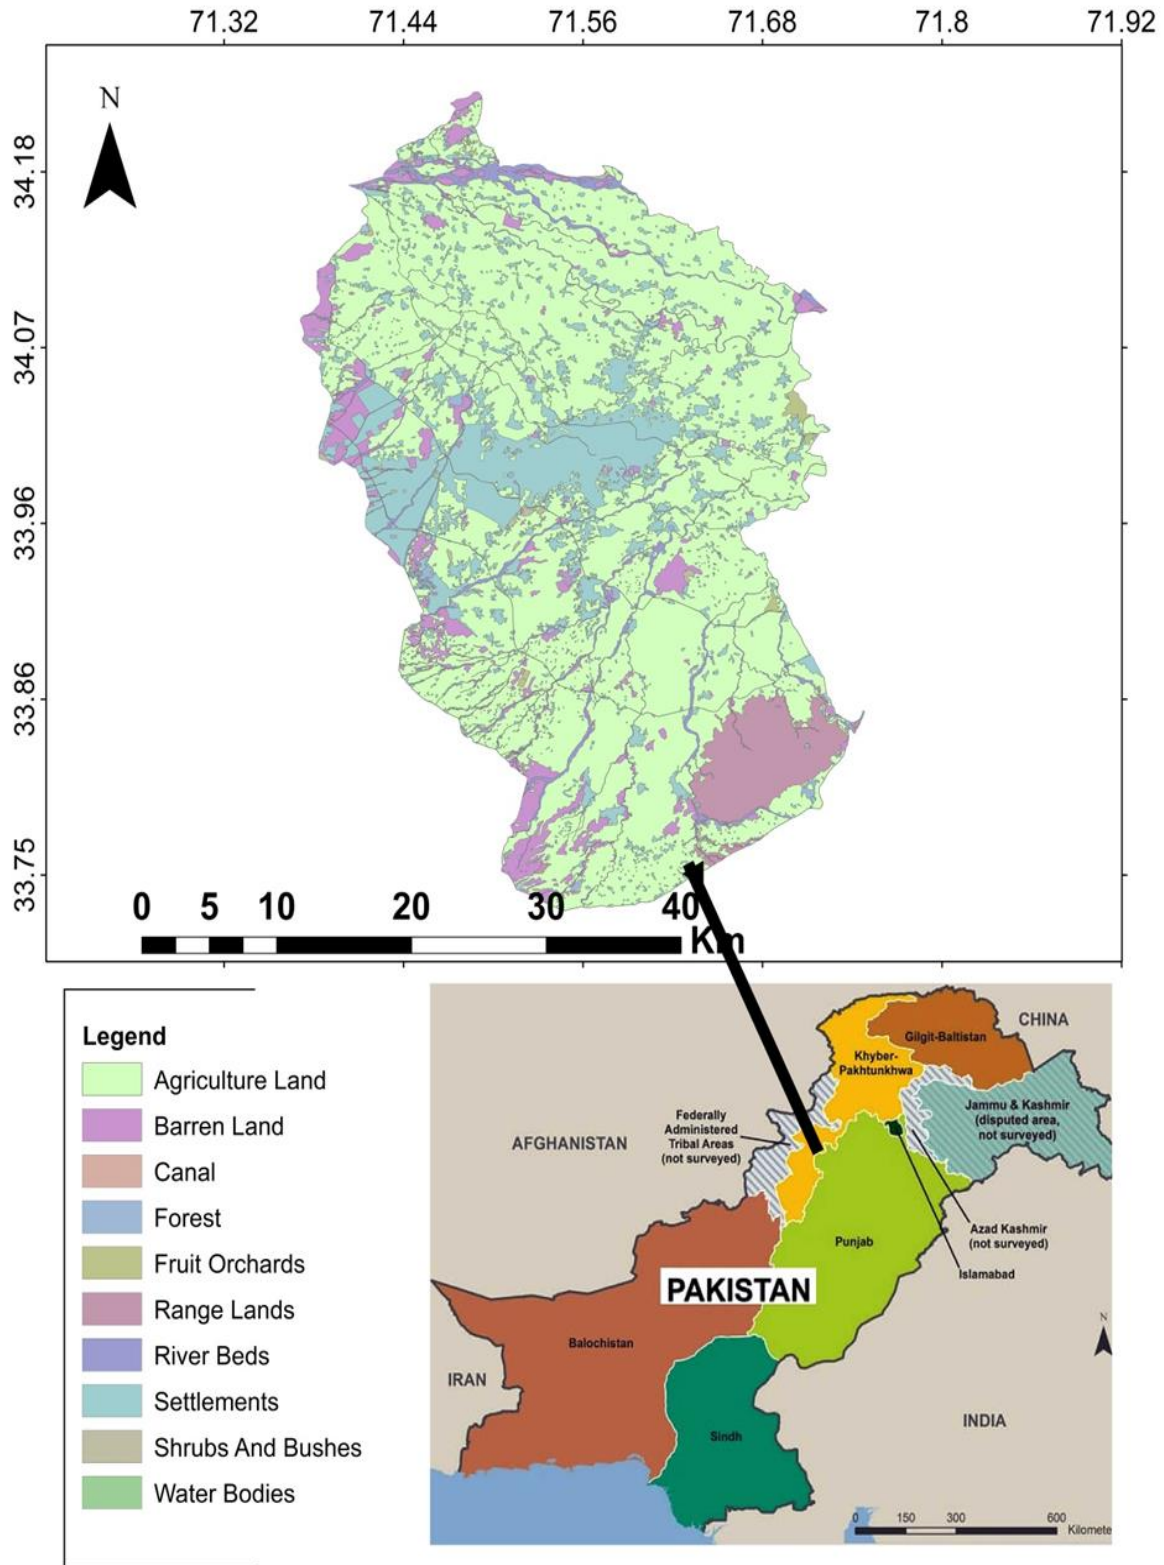 71.32 71.44 71.56 71.68 71.8 71.92
N
34.18
34.07
33.96
33.86
33.75
0 5 10 20 30 40
Km
Legend
Agriculture Land
Barren Land
Canal
Forest
Fruit Orchards
Range Lands
River Beds
Settlements
Shrubs And Bushes
Water Bodies
CHINA
Gilgit-Baltistan
Khyber-
Pakhtunkhwa
Jammu & Kashmir
(disputed area,
not surveyed)
Federally
Administered
Tribal Areas
(not surveyed)
AFGHANISTAN
Azad Kashmir
(not surveyed)
Islamabad
Punjab
PAKISTAN
Balochistan
IRAN
INDIA
Sindh
N
0 150 300 600
Kilomete